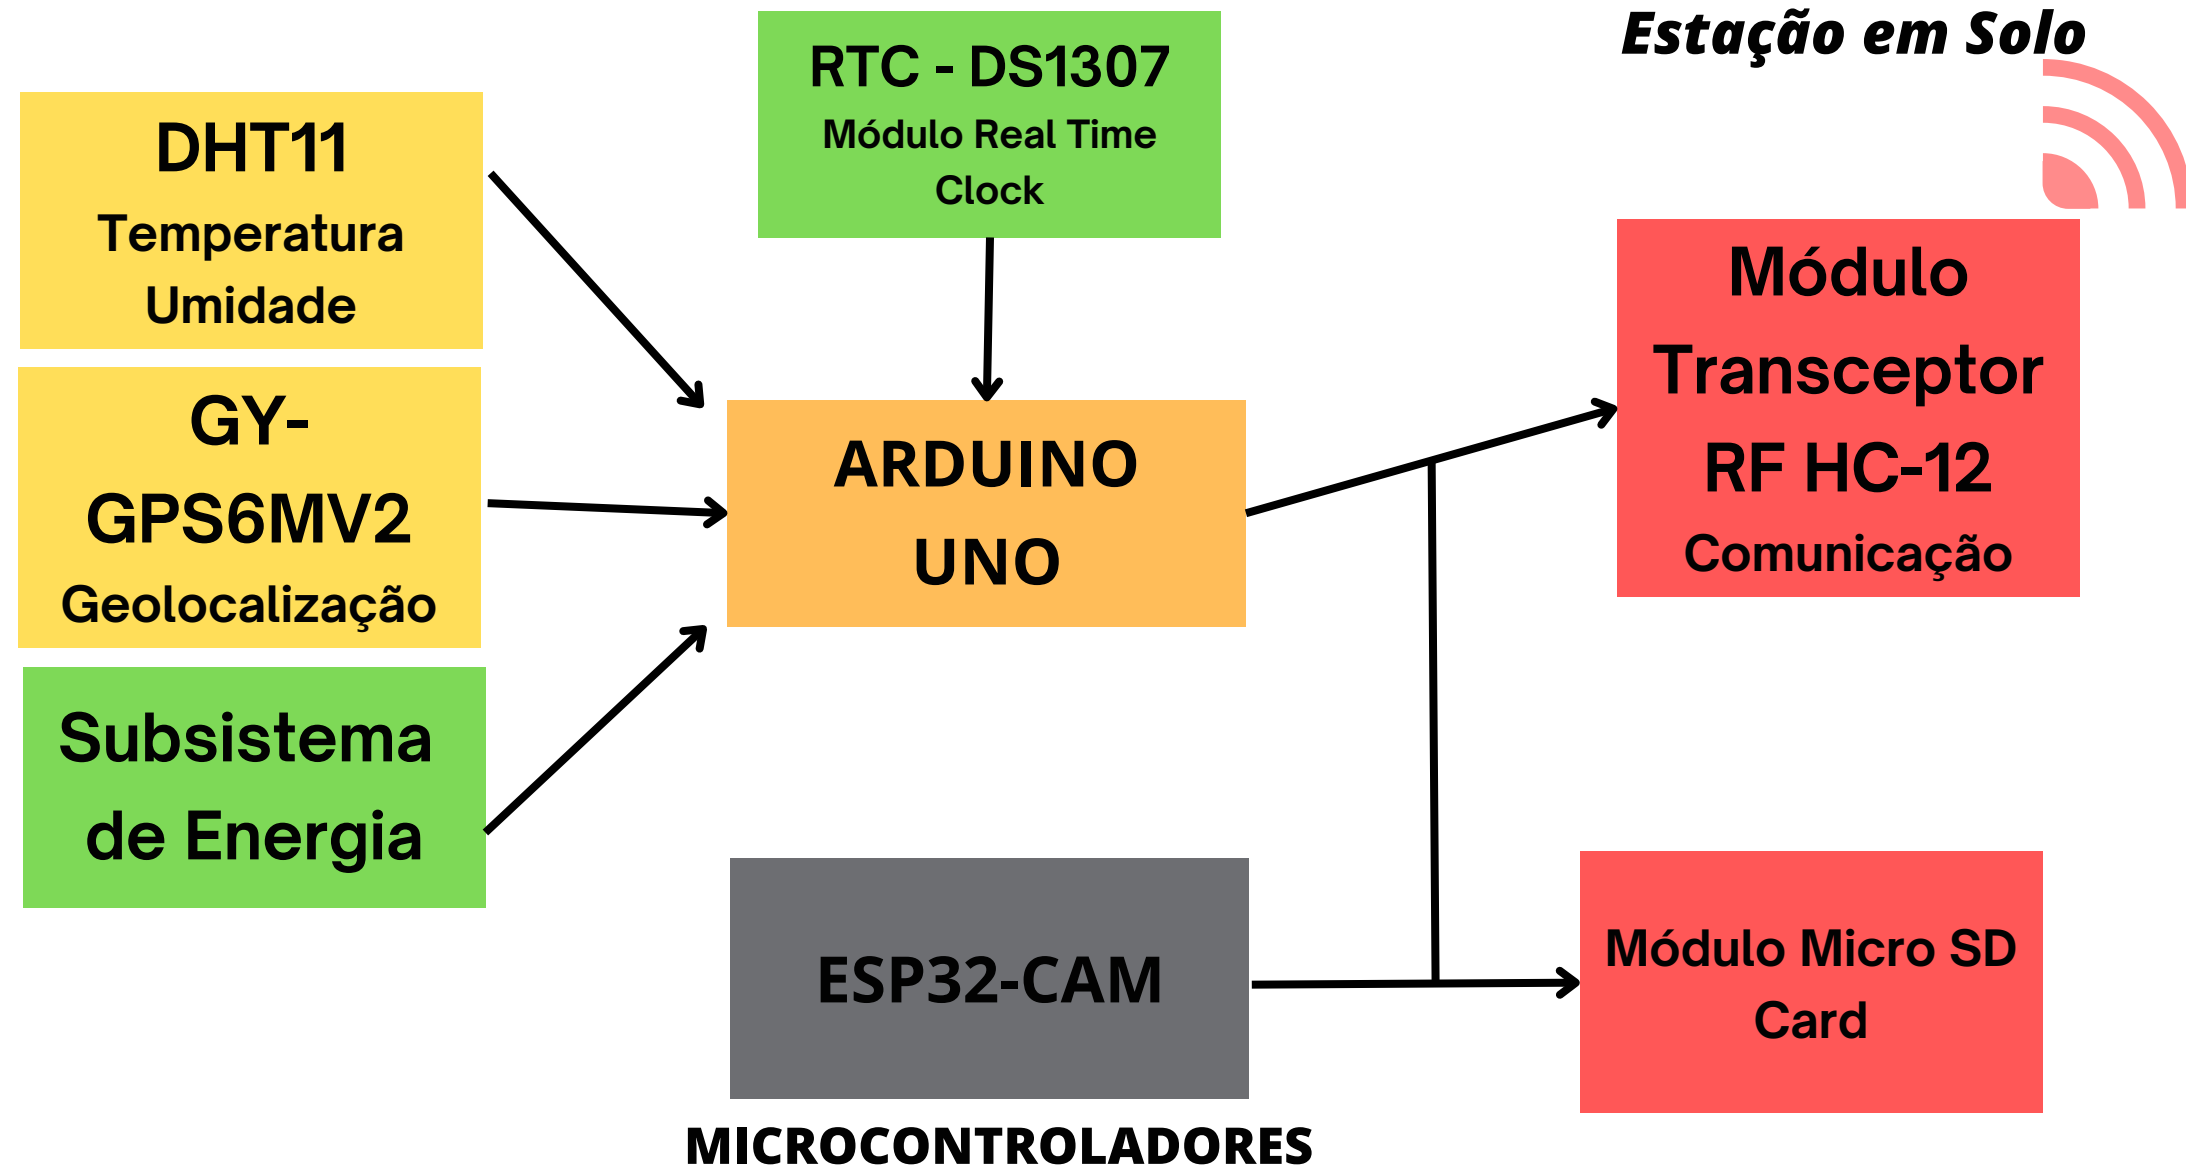 Estação em Solo
RTC - DS1307
Módulo Real Time
Clock
DHT11
Temperatura
Umidade
GY-
GPS6MV2
Geolocalização
Subsistema
de Energia
ARDUINO
UNO
Módulo
Transceptor
RF HC-12
Comunicação
ESP32-CAM
Módulo Micro SD
Card
MICROCONTROLADORES